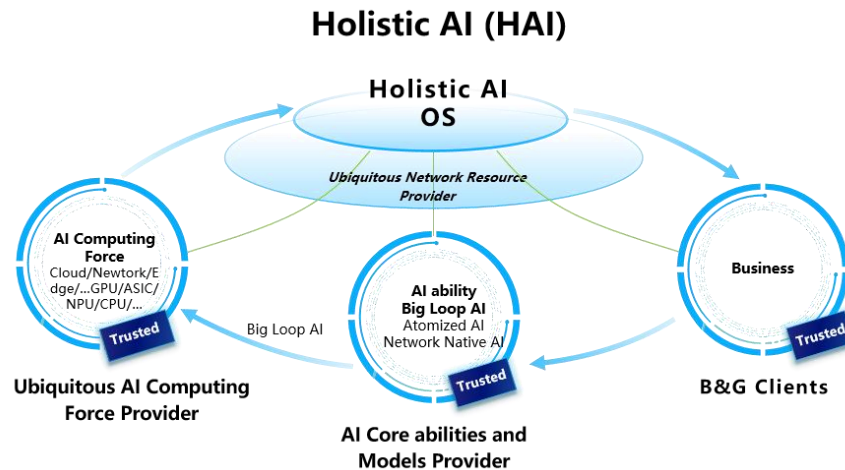 Holistic AI (HAI)
Holistic AI
OS
Ubiquitous Network Resource
Provider
AI Computing
Force
Cloud/Newtork/E
dge/...GPU/ASIC/
NPU/CPU/...
Trusted
Ubiquitous AI Computing
Force Provider
Big Loop AI
AI ability
Big Loop AI
Atomized AI
Network Native AI
Trusted
AI Core abilities and
Models Provider
Business
Trusted
B&G Clients